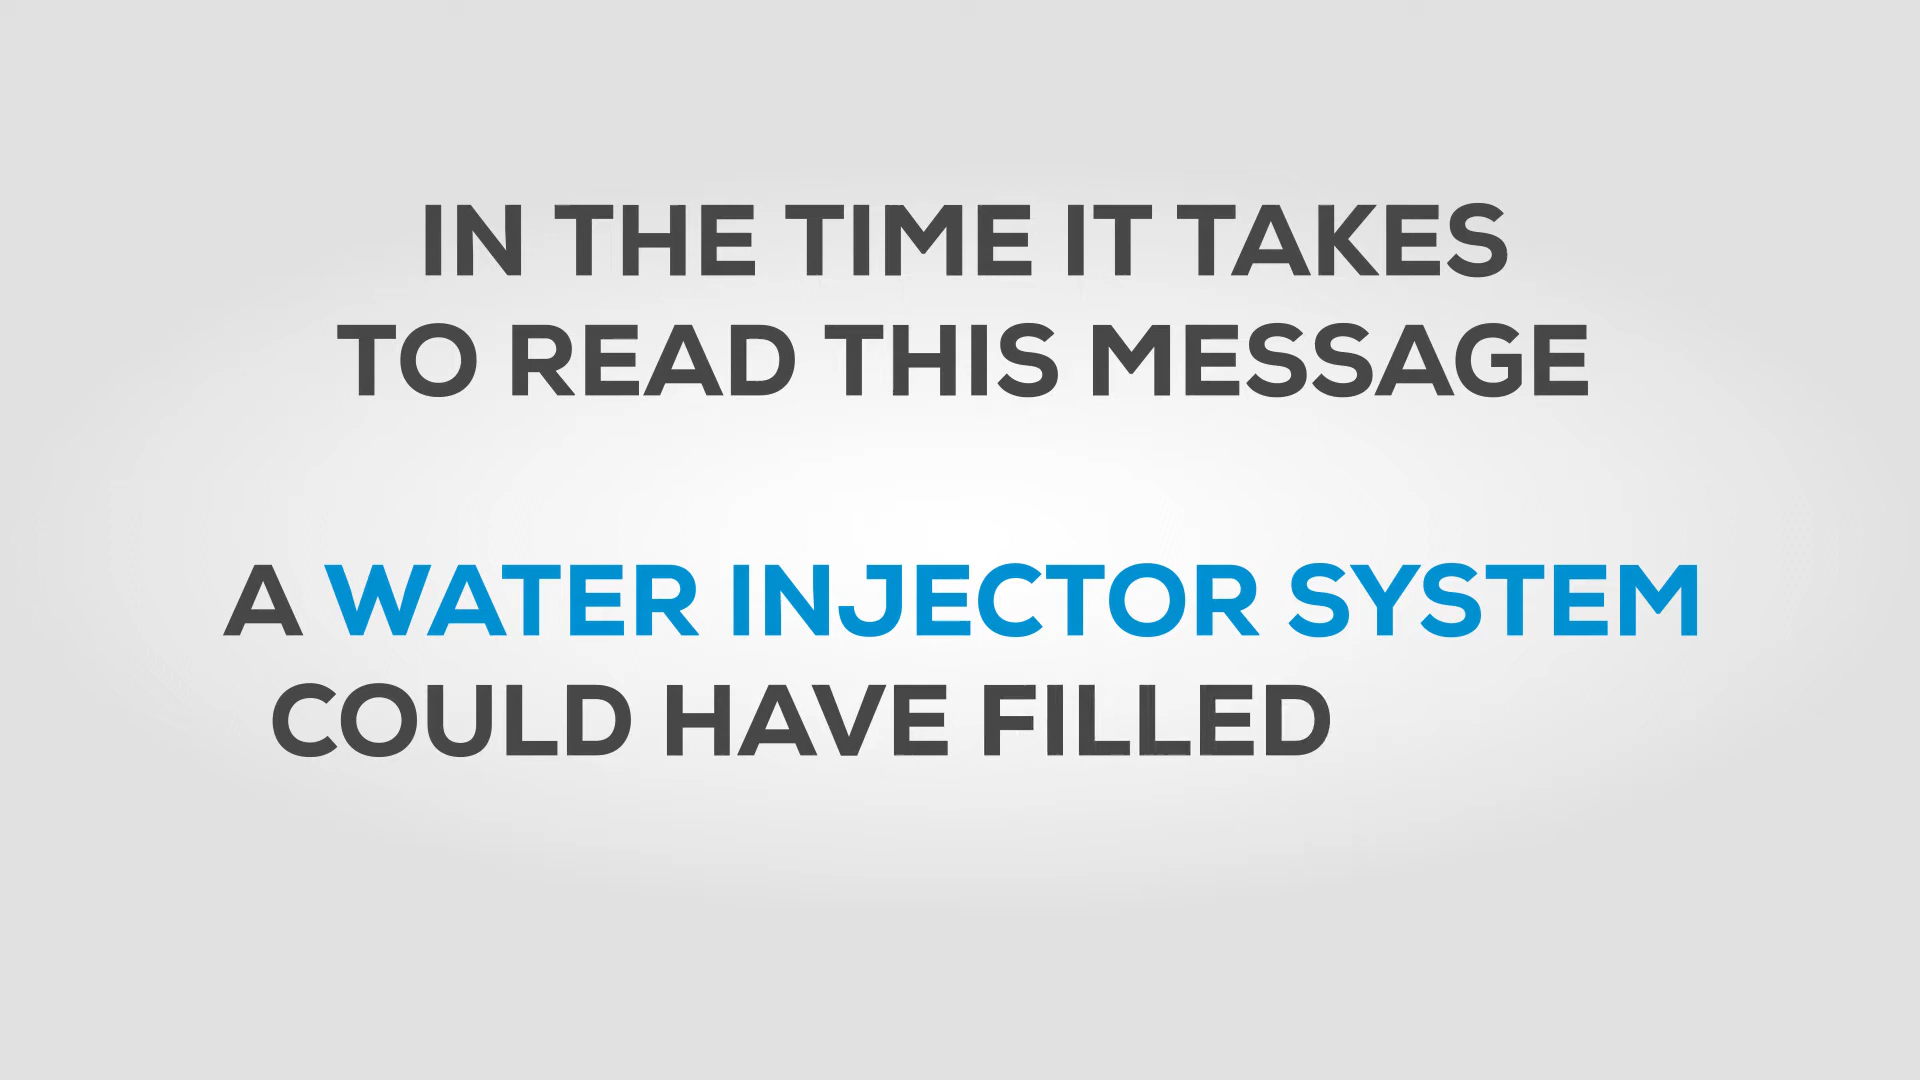 IN THE TIME IT TAKES
TO READ THIS MESSAGE
A WATER INJECTOR SYSTEM
COULD HAVE FILLED